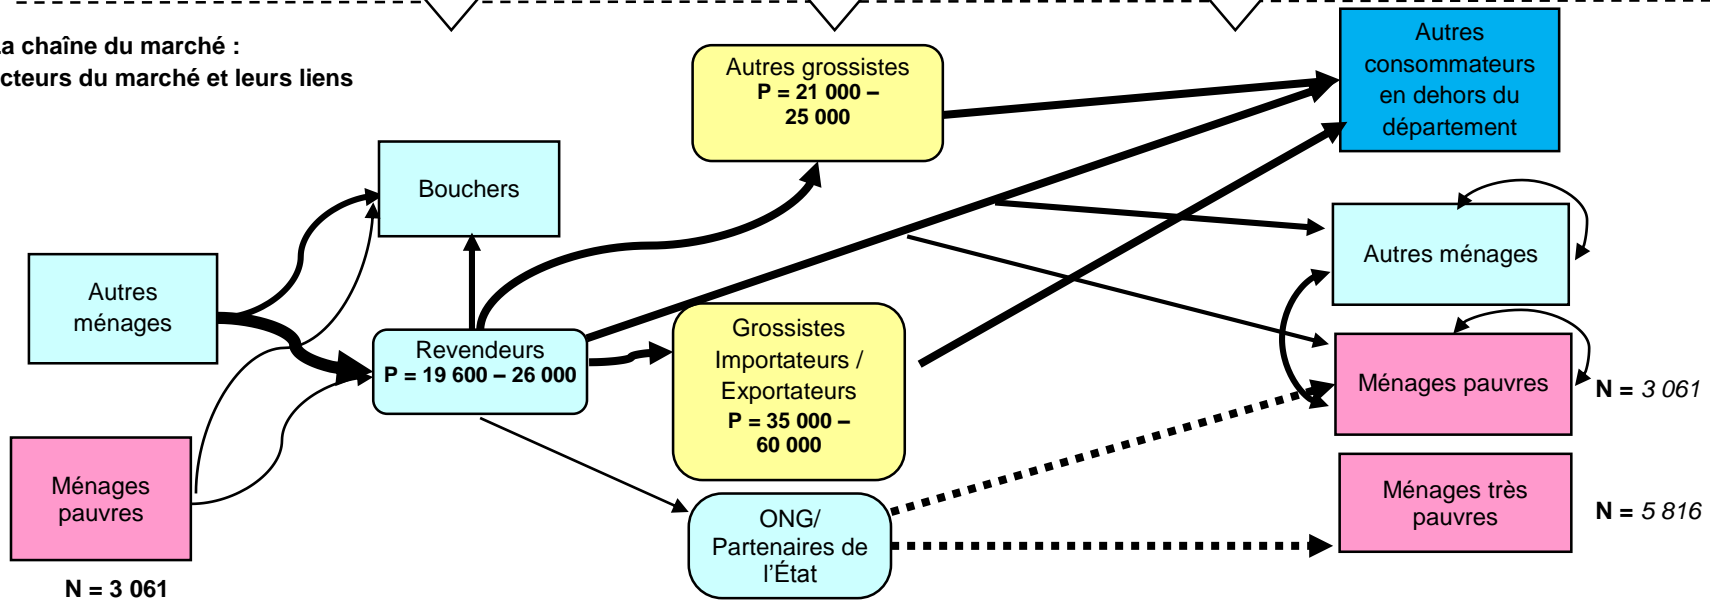 La chaîne du marché :
cteurs du marché et leurs liens
Autres grossistes
P = 21 000 –
25 000
Autres
consommateurs
en dehors du
département
Bouchers
Autres
ménages
Revendeurs
P = 19 600 – 26 000
Grossistes
Importateurs /
Exportateurs
P = 35 000 –
60 000
Autres ménages
Ménages pauvres
N = 3 061
Ménages
pauvres
N = 3 061
ONG/
Partenaires de
l'État
Ménages très
pauvres
N = 5 816